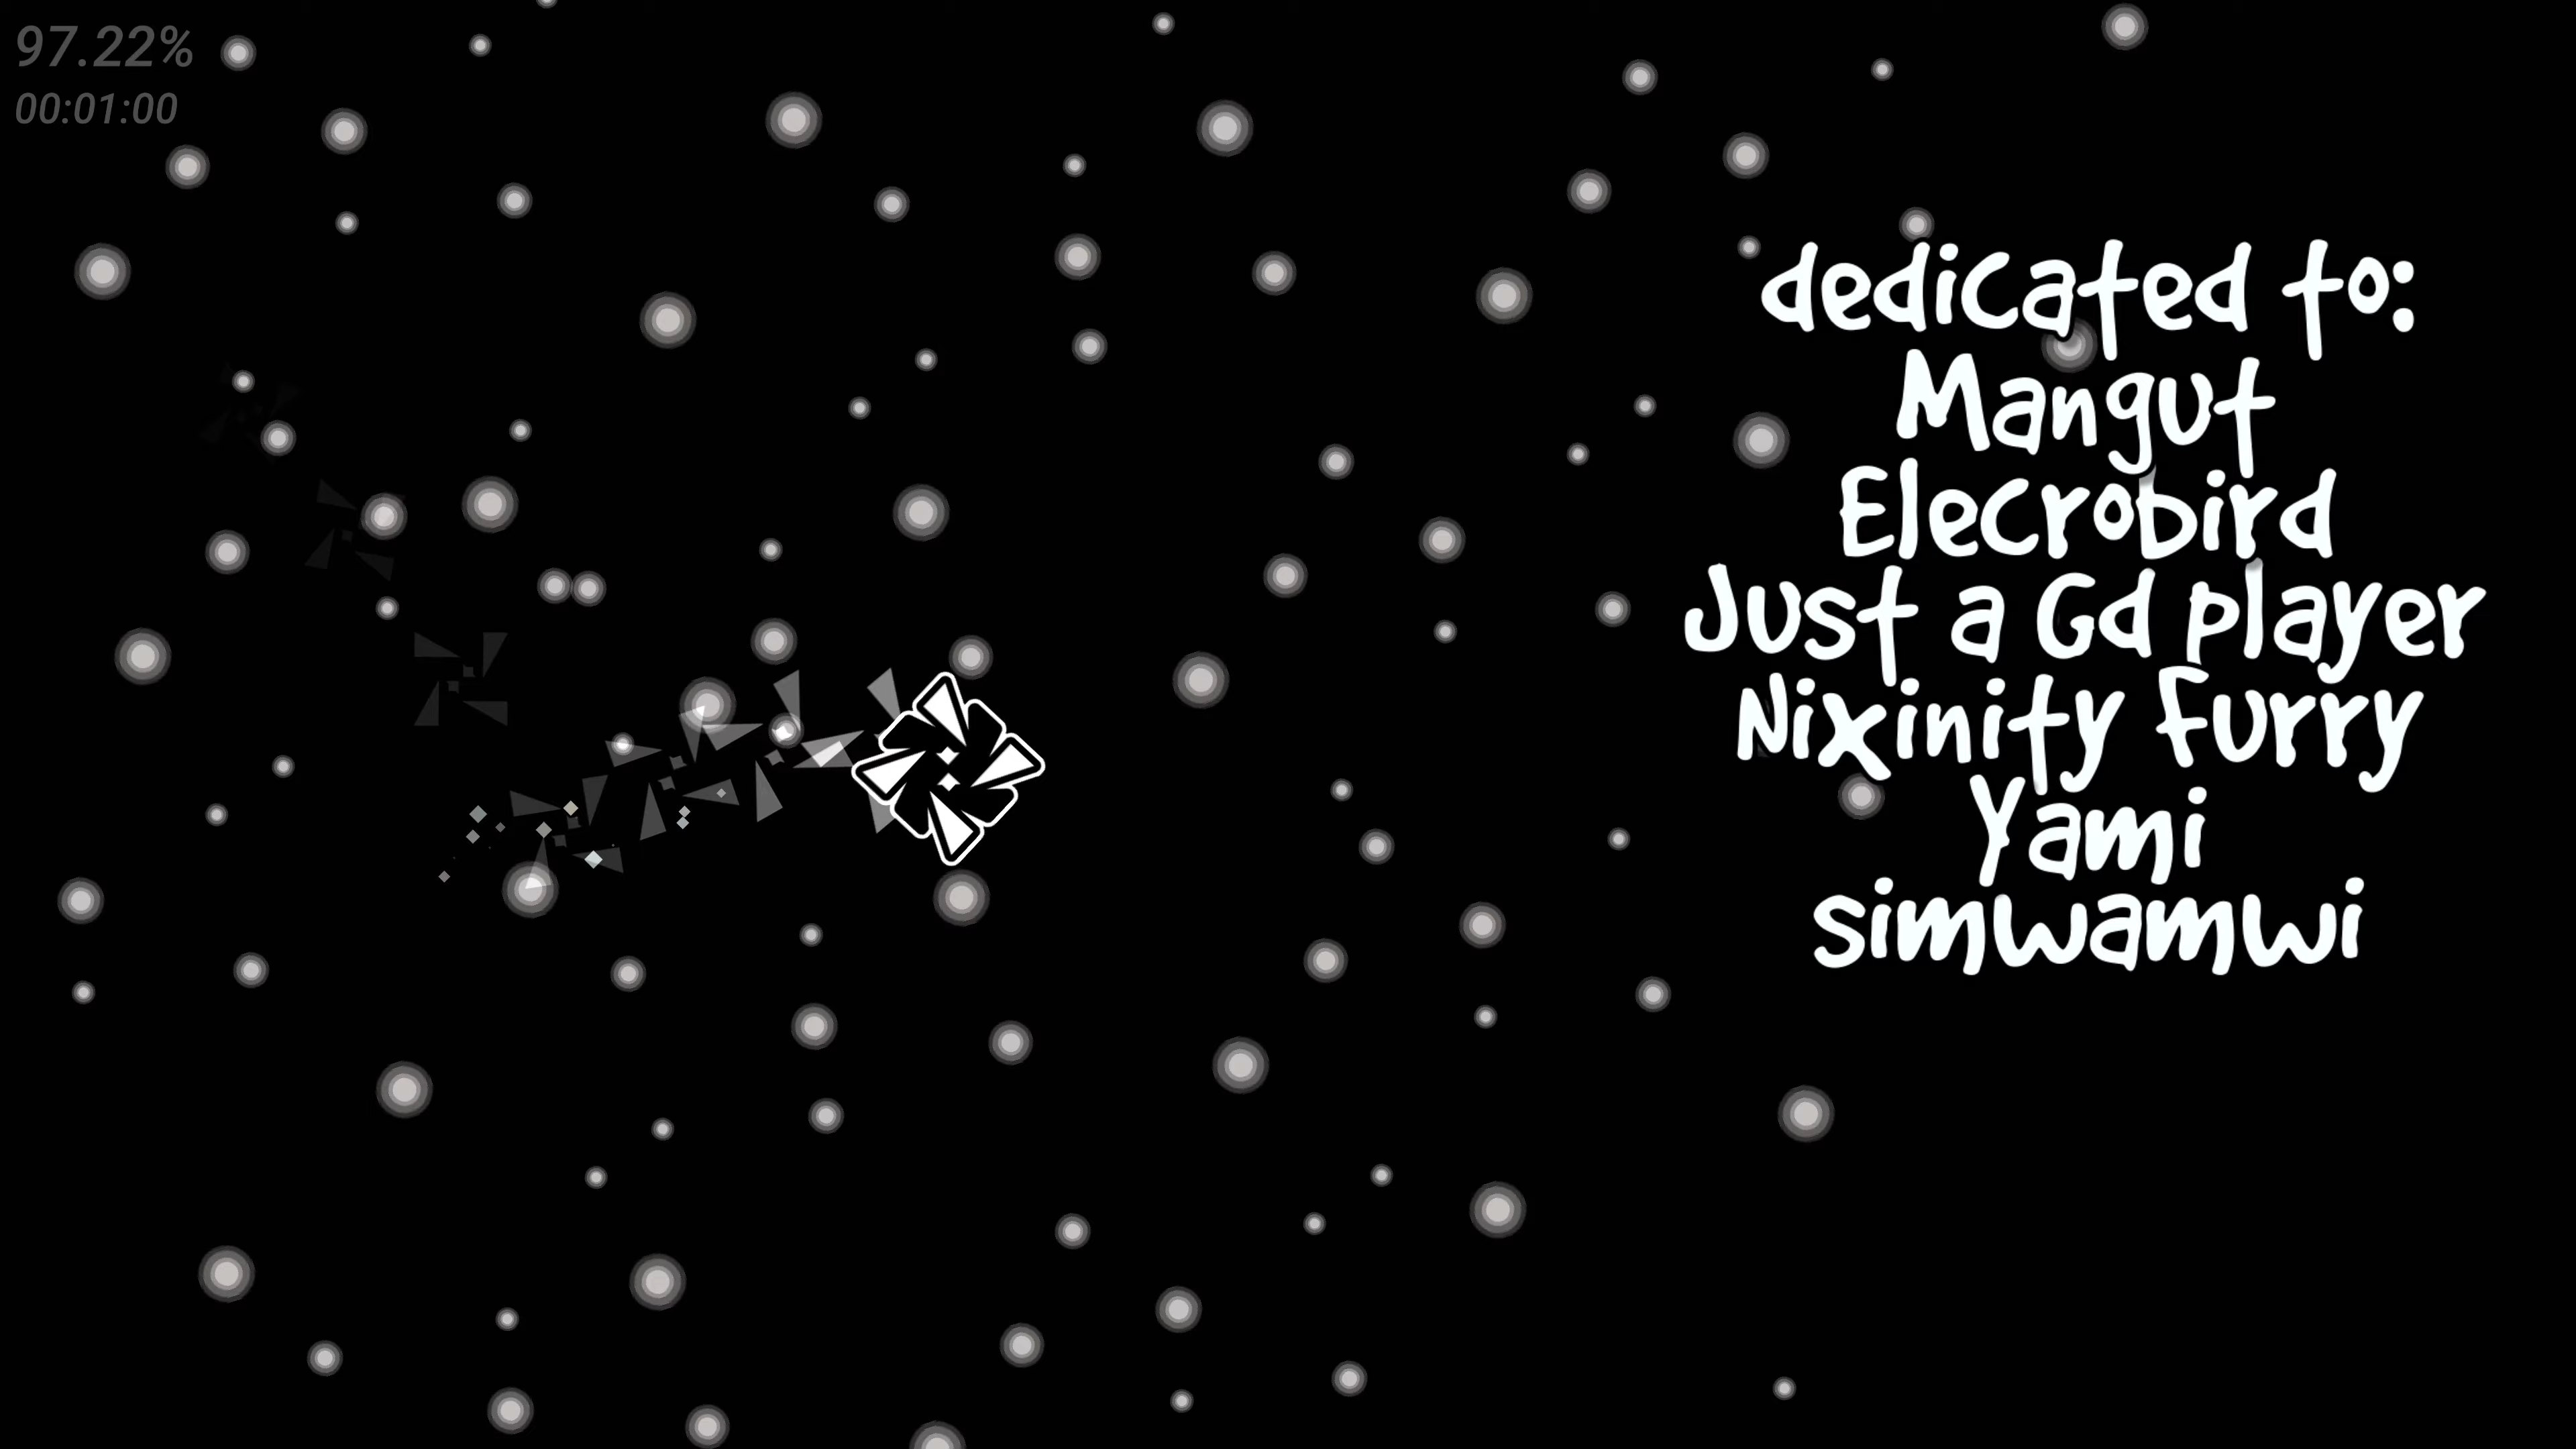 97.22%
00:01:00
dedicated to:
Mangut
Elecrobird
Just a Gd player
Nixinity Furry
Yami
simwamwi